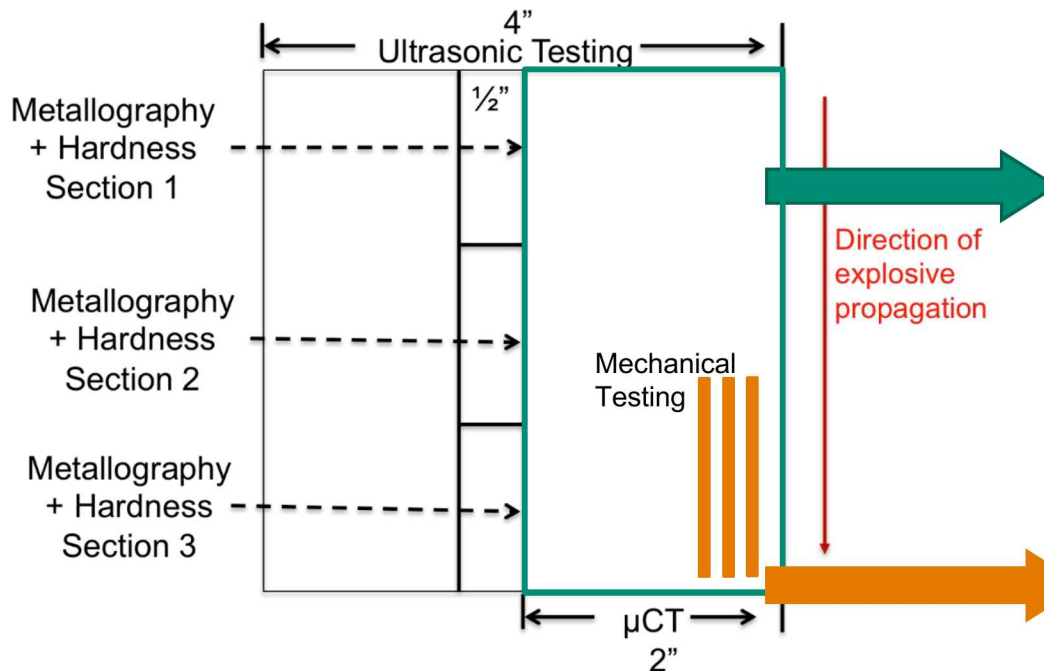 4”
Ultrasonic Testing
½”
Metallography
+ Hardness
Section 1
Direction of
explosive
propagation
Metallography
+ Hardness
Section 2
Mechanical
Testing
Metallography
+ Hardness
Section 3
μCT
2”